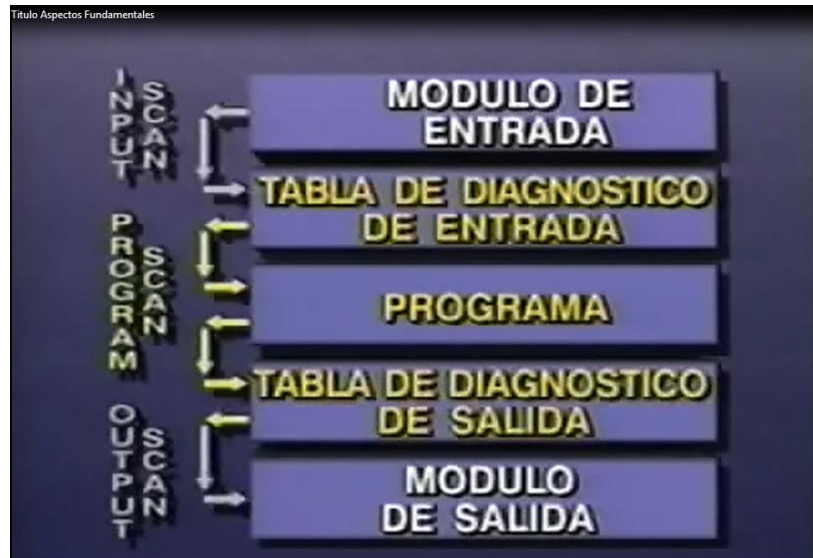 Titulo Aspectos Fundamentales
INPUT
SCAN
MODULO DE
ENTRADA
TABLA DE DIAGNOSTICO
DE ENTRADA
PROGRAM
SCAN
PROGRAMA
TABLA DE DIAGNOSTICO
DE SALIDA
OUTPUT
SCAN
MODULO
DE SALIDA